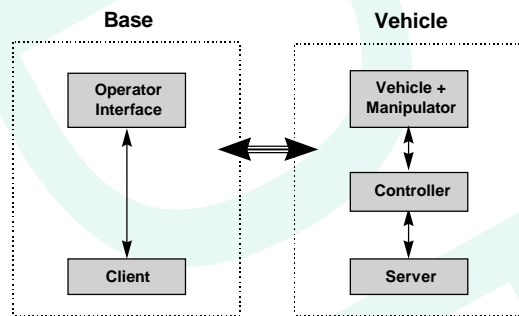 Base
Vehicle
Operator
Interface
Client
Vehicle +
Manipulator
Controller
Server